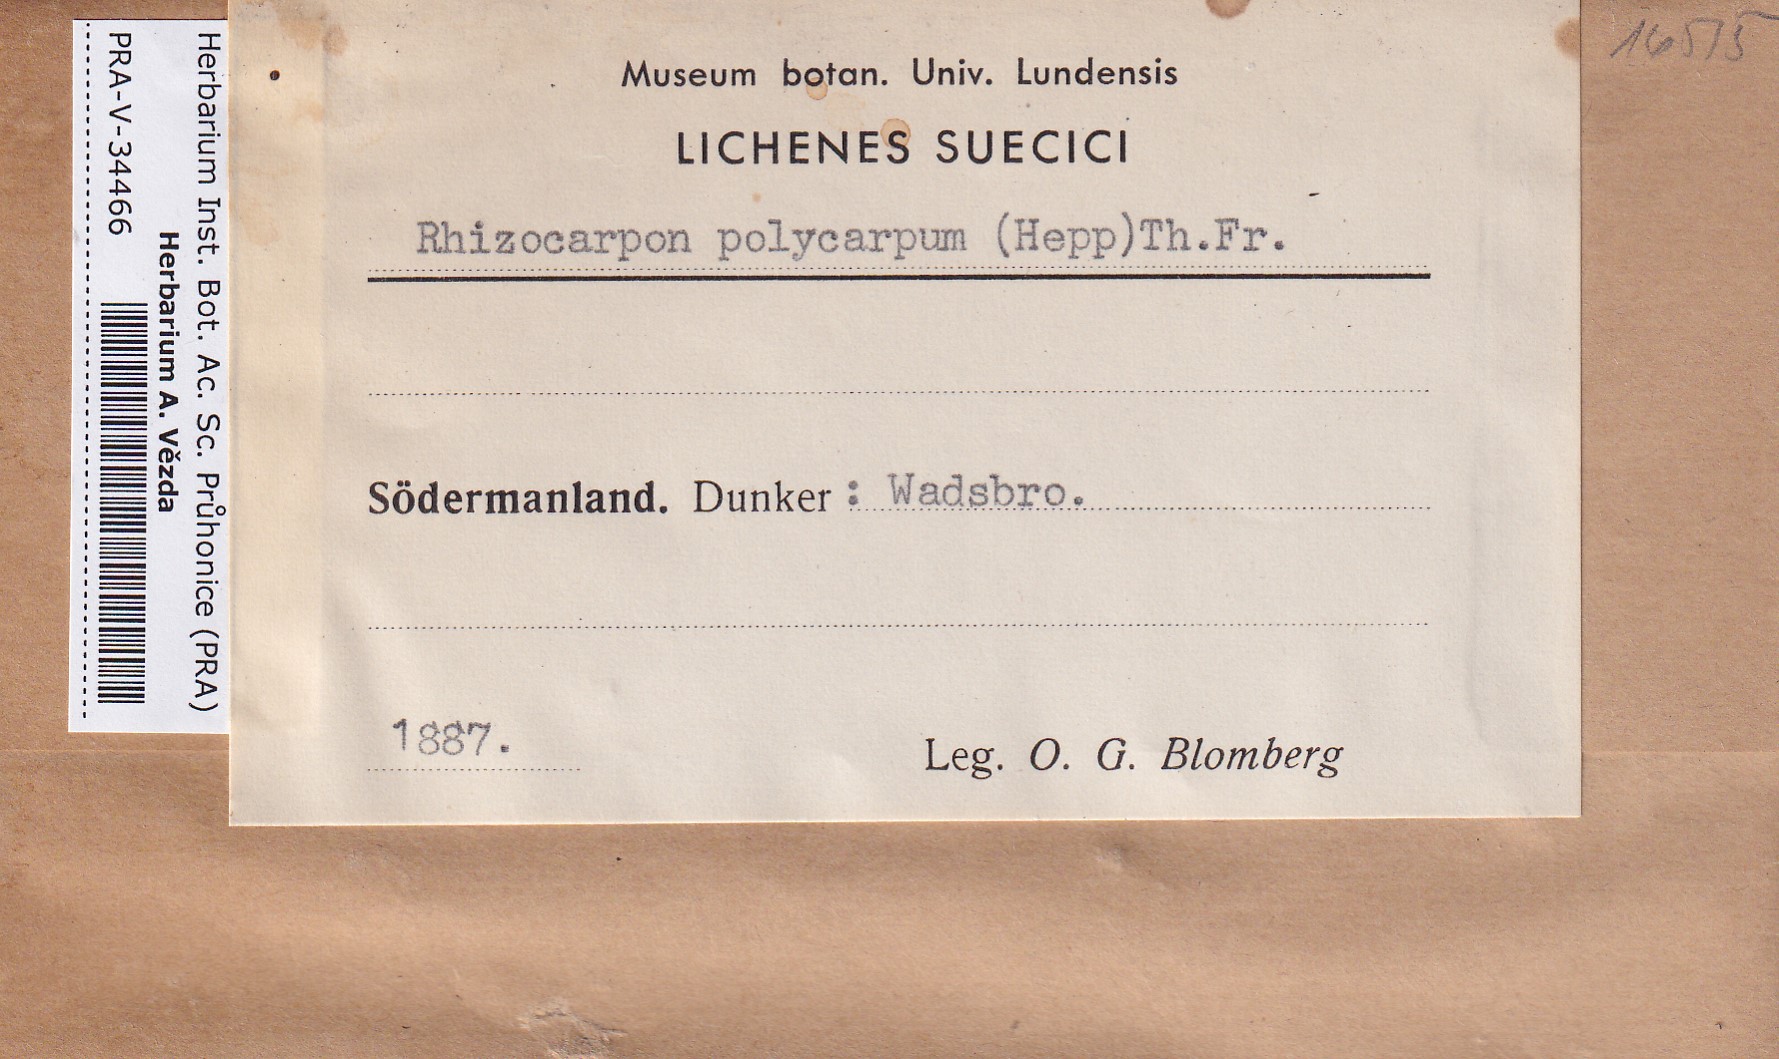 Museum botan. Univ. Lundensis
LICHENES SUECICI
Rhizocarpon polycarpum (Hepp)Th.Fr.
Södermanland. Dunker: Wadsbro.
1887.
Leg. O. G. Blomberg
Herbarium Inst. Bot. Ac. Sc. Průhonice (PRA)
Herbarium A. Vězda
PRA-V-34466